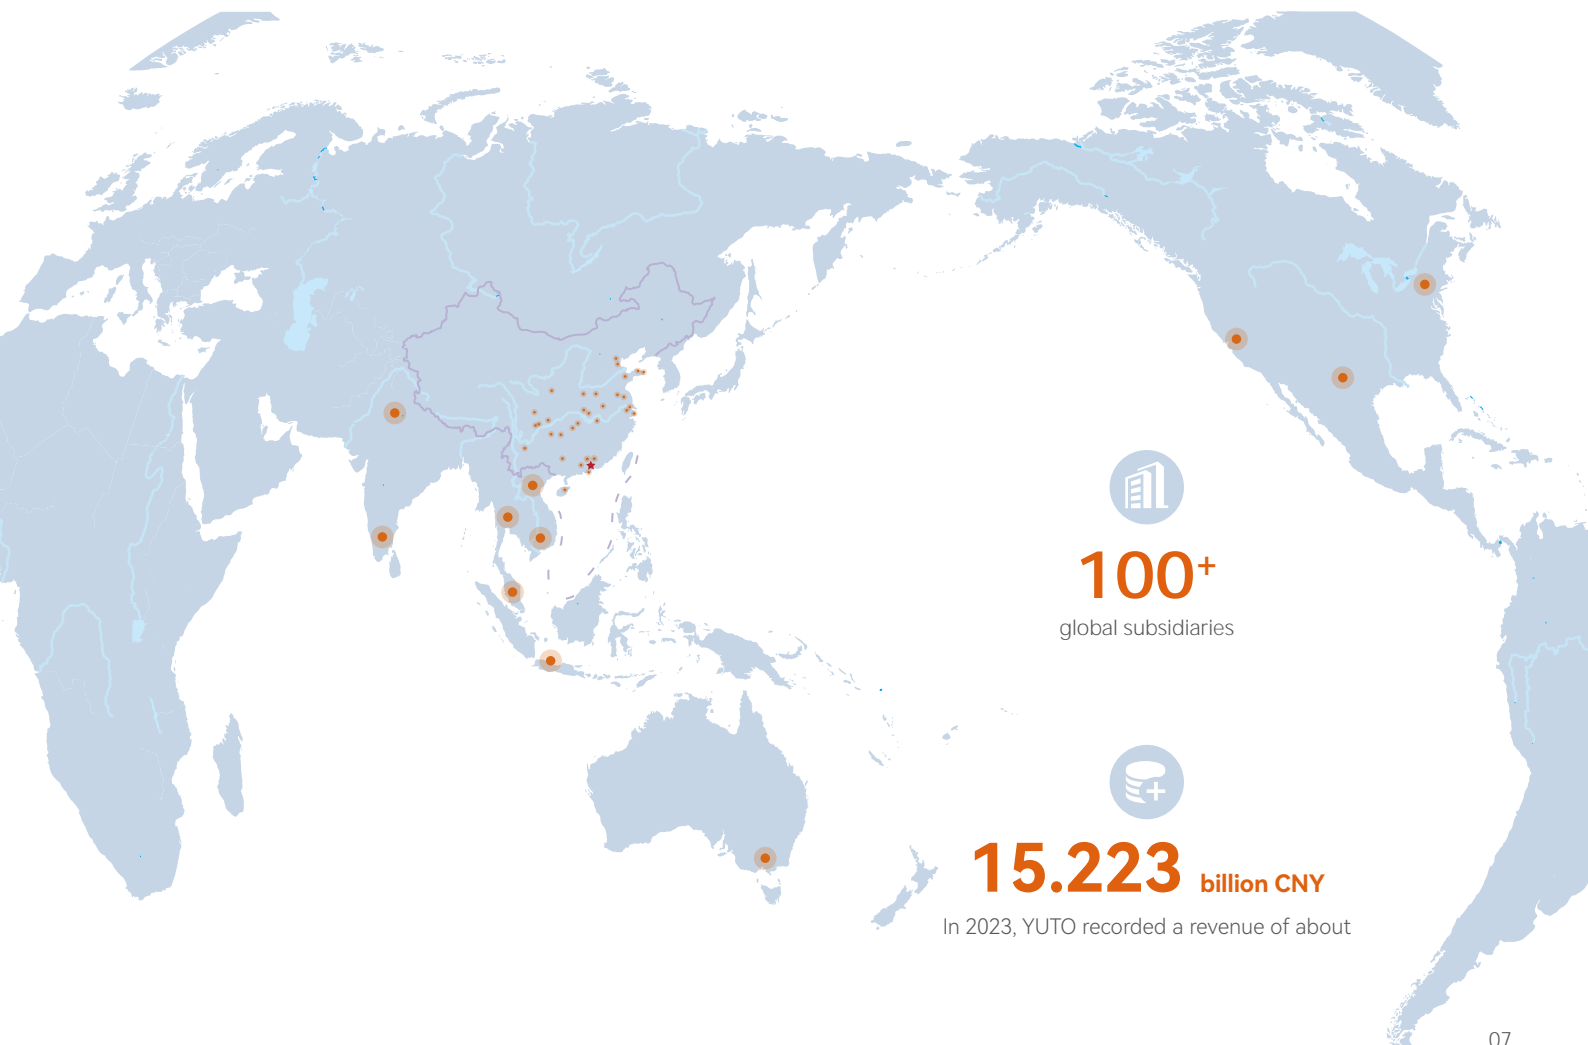 100+
global subsidiaries
15.223 billion CNY
In 2023, YUTO recorded a revenue of about
07